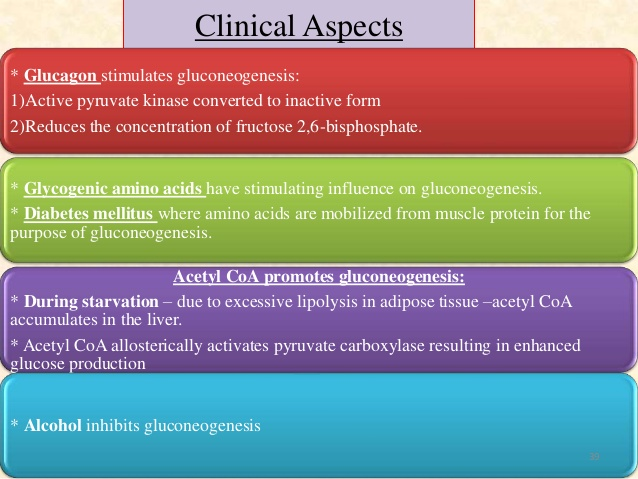 Clinical Aspects
* Glucagon stimulates gluconeogenesis:
1)Active pyruvate kinase converted to inactive form
2)Reduces the concentration of fructose 2,6-bisphosphate.
* Glycogenic amino acids have stimulating influence on gluconeogenesis.
* Diabetes mellitus where amino acids are mobilized from muscle protein for the
purpose of gluconeogenesis.
Acetyl CoA promotes gluconeogenesis:
* During starvation – due to excessive lipolysis in adipose tissue –acetyl CoA
accumulates in the liver.
* Acetyl CoA allosterically activates pyruvate carboxylase resulting in enhanced
glucose production
* Alcohol inhibits gluconeogenesis